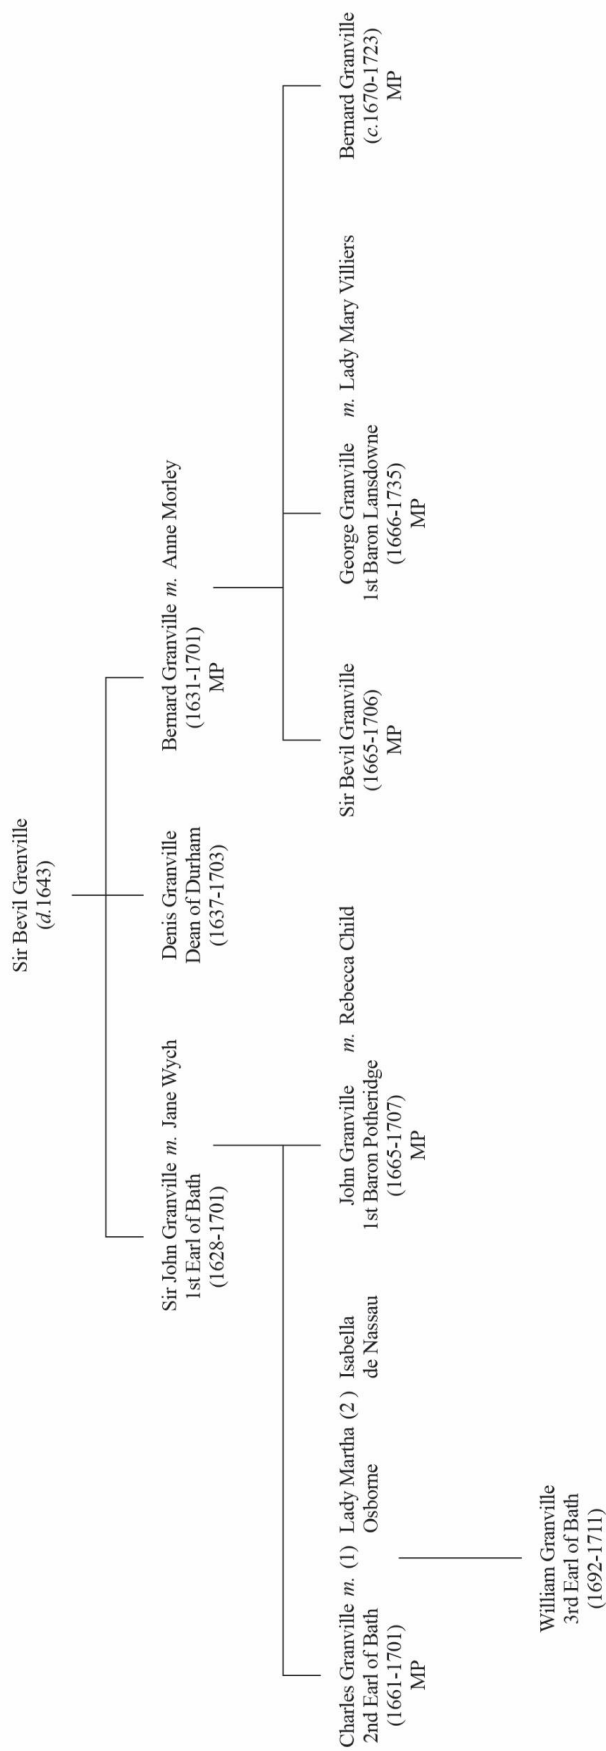 Sir Bevil Grenville
(d.1643)
Sir John Granville m. Jane Wych
1st Earl of Bath
(1628-1701)
Denis Granville
Dean of Durham
(1637-1703)
Bernard Granville m. Anne Morley
(1631-1701)
MP
Charles Granville m. (1) Lady Martha (2) Isabella
2nd Earl of Bath Osborne de Nassau
(1661-1701)
MP
John Granville m. Rebecca Child
1st Baron Potheridge
(1665-1707)
MP
Sir Bevil Granville
(1665-1706)
MP
George Granville m. Lady Mary Villiers
1st Baron Lansdowne
(1666-1735)
MP
Bernard Granville
(c.1670-1723)
MP
William Granville
3rd Earl of Bath
(1692-1711)